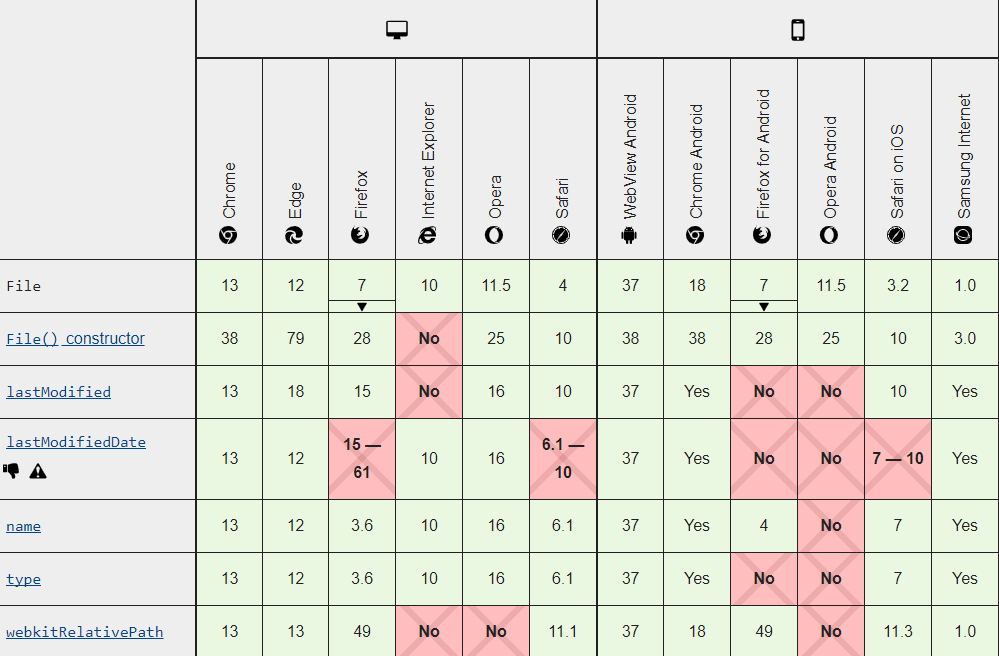 Chrome Edge Firefox Internet Explorer Opera Safari WebView Android Chrome Android Firefox for Android Opera Android Safari on iOS Samsung Internet
File 13 12 7 10 11.5 4 37 18 7 11.5 3.2 1.0
File() constructor 38 79 28 No 25 10 38 38 28 25 10 3.0
lastModified 13 18 15 No 16 10 37 Yes No No 10 Yes
lastModifiedDate 13 12 15 — 61 10 16 6.1 — 10 37 Yes No No 7 — 10 Yes
name 13 12 3.6 10 16 6.1 37 Yes 4 No 7 Yes
type 13 12 3.6 10 16 6.1 37 Yes No No 7 Yes
webkitRelativePath 13 13 49 No No 11.1 37 18 49 No 11.3 1.0